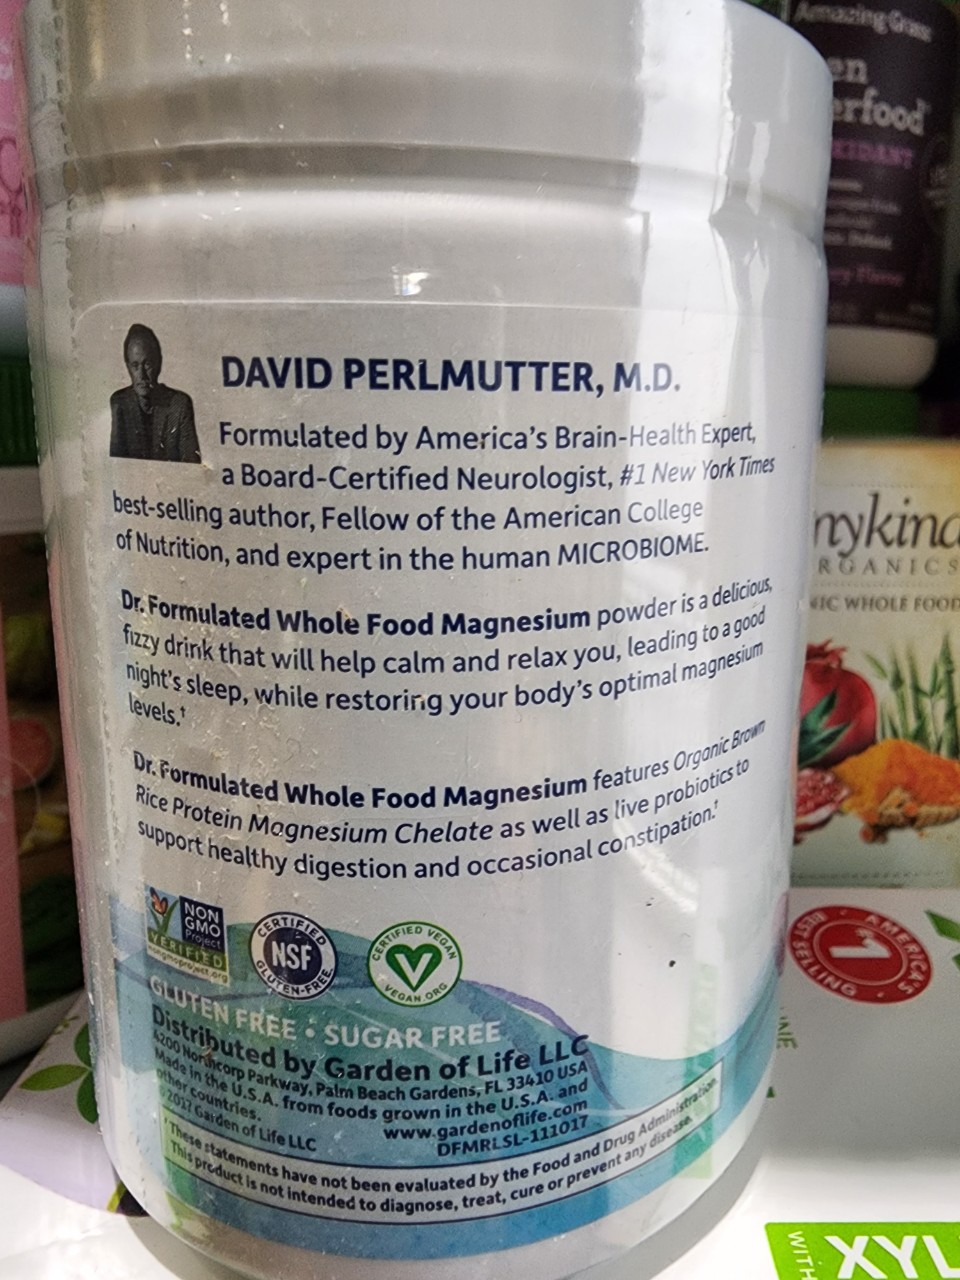 DAVID PERLMUTTER, M.D.
Formulated by America's Brain-Health Expert,
a Board-Certified Neurologist, #1 New York Times
best-selling author, Fellow of the American College
of Nutrition, and expert in the human MICROBIOME.
Dr. Formulated Whole Food Magnesium powder is a delicious,
fizzy drink that will help calm and relax you, leading to a good
night's sleep, while restoring your body's optimal magnesium
levels.†
Dr. Formulated Whole Food Magnesium features Organic Brown
Rice Protein Magnesium Chelate as well as live probiotics to
support healthy digestion and occasional constipation.†
NON
GMO
Project
VERIFIED
nongmoproject.org
CERTIFIED
NSF
GLUTEN-FREE
CERTIFIED VEGAN
VEGAN.ORG
GLUTEN FREE • SUGAR FREE
Distributed by Garden of Life LLC
4200 Northcorp Parkway, Palm Beach Gardens, FL 33410 USA
Made in the U.S.A. from foods grown in the U.S.A. and
other countries.
www.gardenoflife.com
©2017 Garden of Life LLC
DFMRLSL-111017
†These statements have not been evaluated by the Food and Drug Administration.
This product is not intended to diagnose, treat, cure or prevent any disease.
Amazing Grass
en
erfood
XIDANT
mykind
ORGANICS
NIC WHOLE FOOD
AMERICA'S
1
BEST SELLING
WITH
XYL